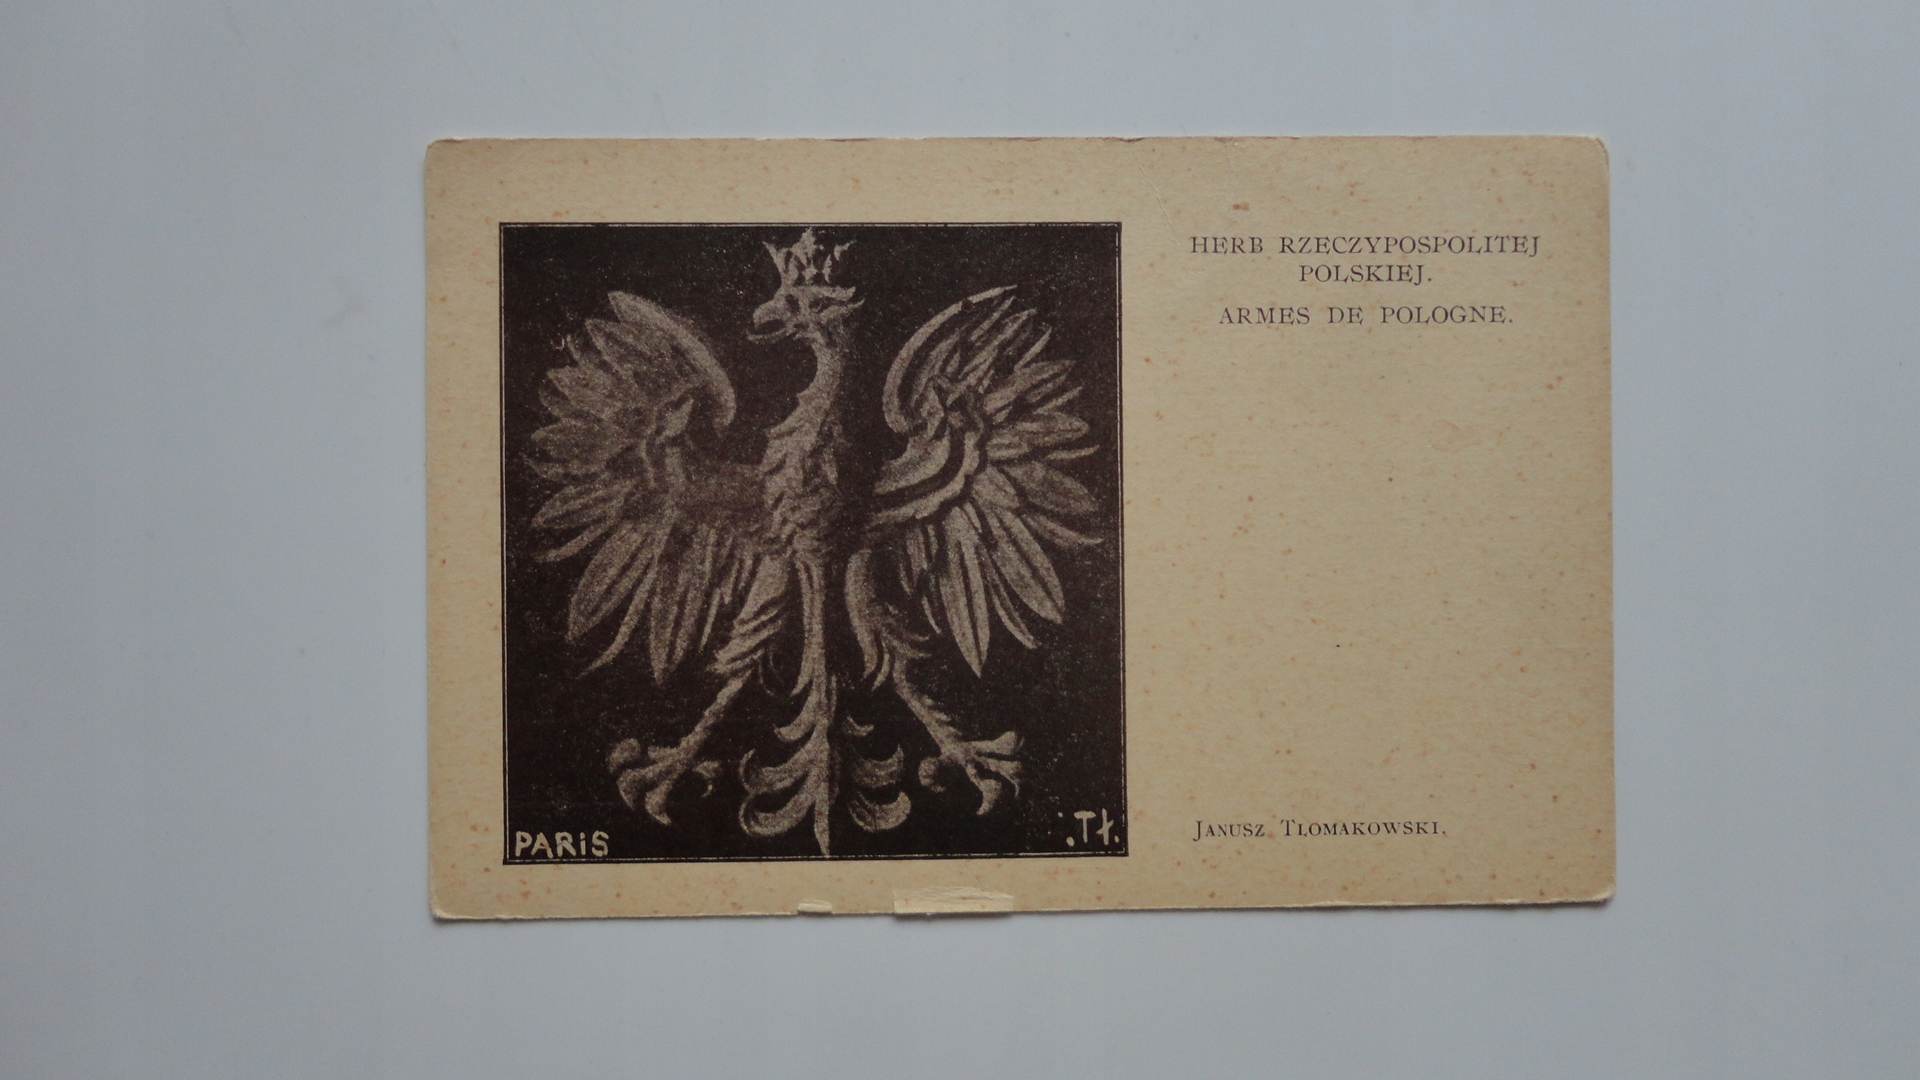 HERB RZECZYPOSPOLITEJ
POLSKIEJ.
ARMES DE POLOGNE.
PARiS
.Tł.
JANUSZ TŁOMAKOWSKI.